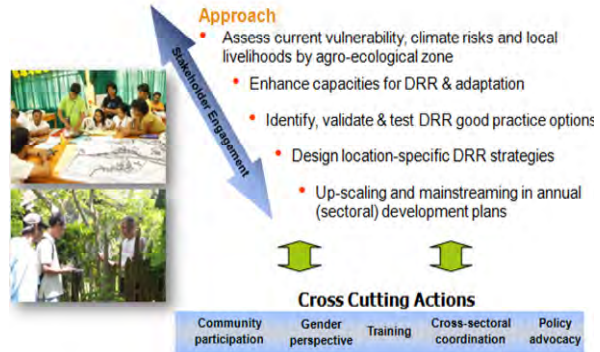 Approach
• Assess current vulnerability, climate risks and local
livelihoods by agro-ecological zone
• Enhance capacities for DRR & adaptation
• Identify, validate & test DRR good practice options
• Design location-specific DRR strategies
• Up-scaling and mainstreaming in annual
(sectoral) development plans
Stakeholder Engagement
Cross Cutting Actions
Community
participation
Gender
perspective
Training
Cross-sectoral
coordination
Policy
advocacy